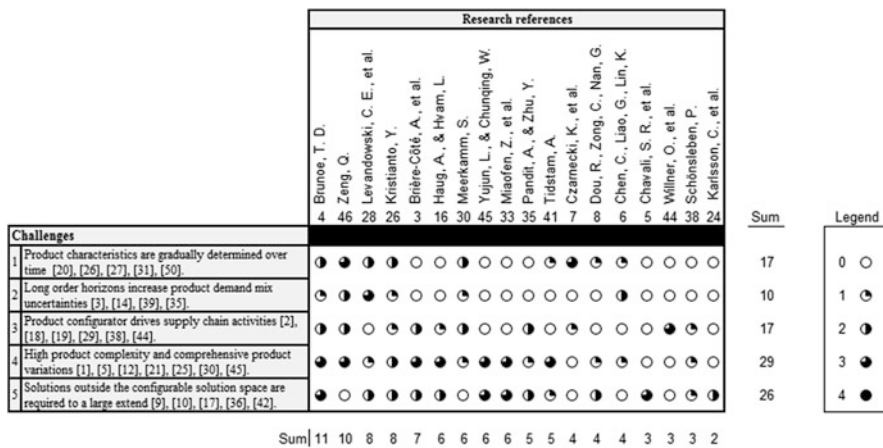 Research references
Brunoe, T. D.
Zeng, Q.
Levandowski, C. E., et al.
Kristianto, Y.
Brière-Côté, A., et al.
Haug, A., & Hvam, L.
Meerkamm, S.
Yujun, L., & Chunqing, W.
Miaofen, Z., et al.
Pandit, A., & Zhu, Y.
Tidstam, A.
Czarnecki, K., et al.
Dou, R., Zong, C., Nan, G.
Chen, C., Liao, G., Lin, K.
Chavali, S. R., et al.
Willner, O., et al.
Schönsleben, P.
Karlsson, C., et al.
4 46 28 26 3 16 30 45 33 35 41 7 8 6 5 44 38 24 Sum Legend
Challenges
1 Product characteristics are gradually determined over
time [20], [26], [27], [31], [50]. 17 0
2 Long order horizons increase product demand mix
uncertainties [3], [14], [39], [35]. 10 1
3 Product configurator drives supply chain activities [2],
[18], [19], [29], [38], [44]. 17 2
4 High product complexity and comprehensive product
variations [1], [5], [12], [21], [25], [30], [45]. 29 3
5 Solutions outside the configurable solution space are
required to a large extend [9], [10], [17], [36], [42]. 26 4
Sum 11 10 8 8 7 6 6 6 6 5 5 4 4 4 3 3 3 2